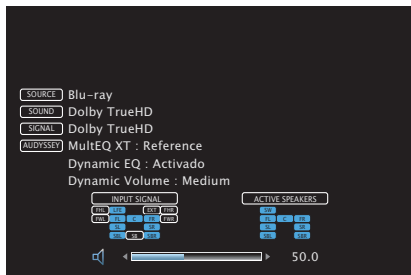 SOURCE Blu-ray
SOUND Dolby TrueHD
SIGNAL Dolby TrueHD
AUDYSSEY MultEQ XT : Reference
Dynamic EQ : Activado
Dynamic Volume : Medium
INPUT SIGNAL ACTIVE SPEAKERS
FHL LFE EXT FHR SW
FWL FL C FR FWR FL C FR
SL SR SL SR
SBL SB SBR SBL SBR
50.0